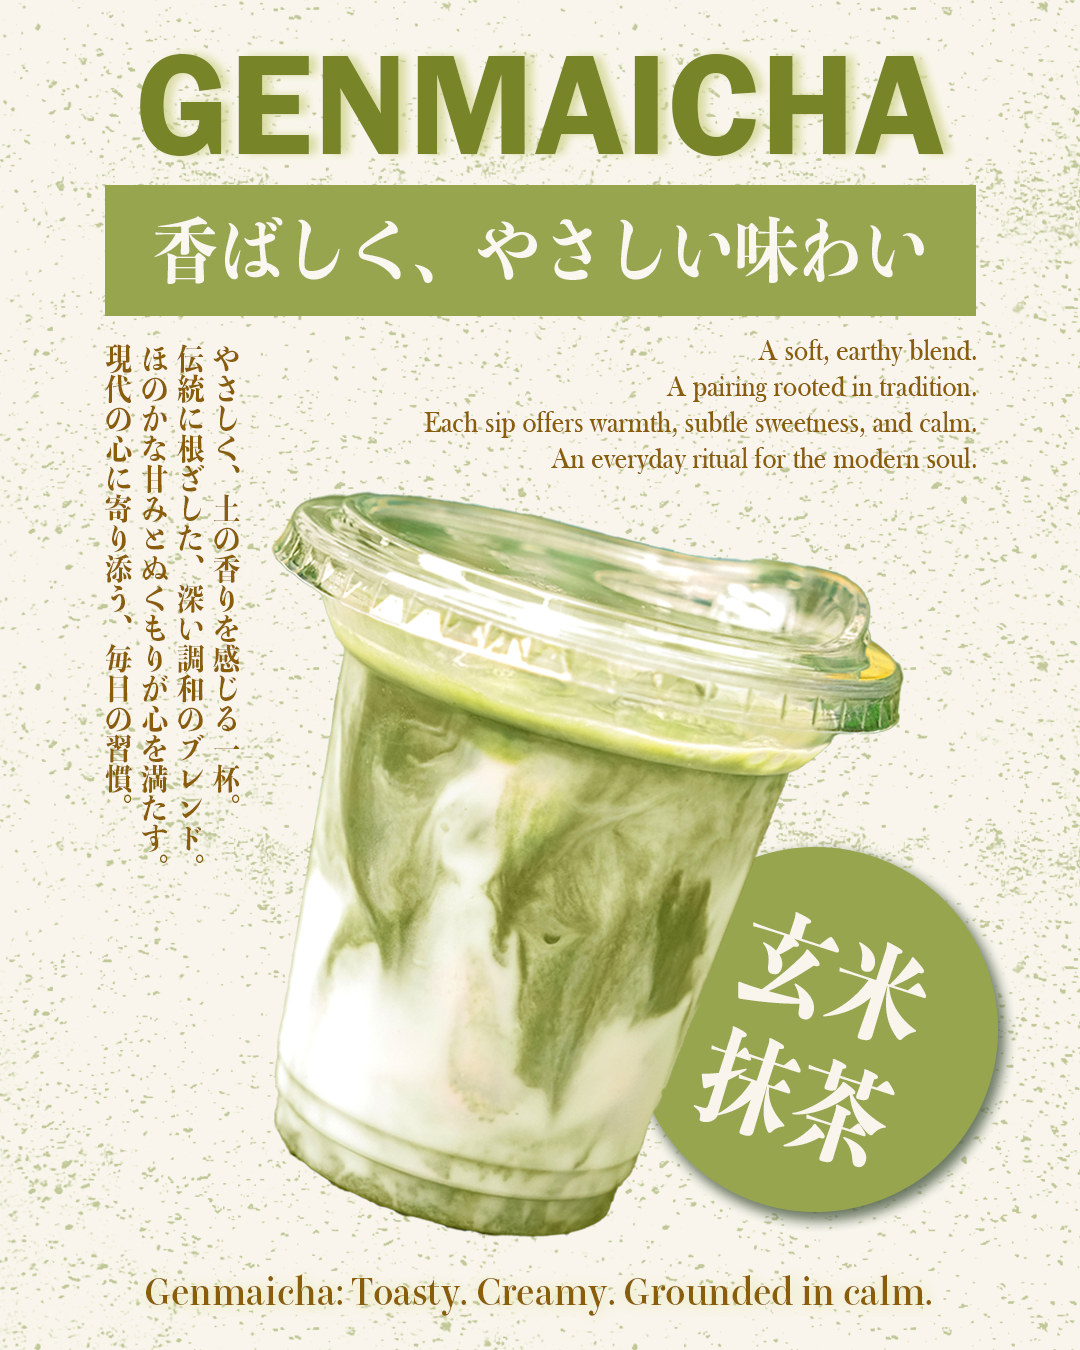 GENMAICHA
香ばしく、やさしい味わい
A soft, earthy blend.
A pairing rooted in tradition.
Each sip offers warmth, subtle sweetness, and calm.
An everyday ritual for the modern soul.
やさしく、土の香りを感じる一杯。
伝統に根ざした、深い調和のブレンド。
ほのかな甘みとぬくもりが心を満たす。
現代の心に寄り添う、毎日の習慣。
玄米
抹茶
Genmaicha: Toasty. Creamy. Grounded in calm.